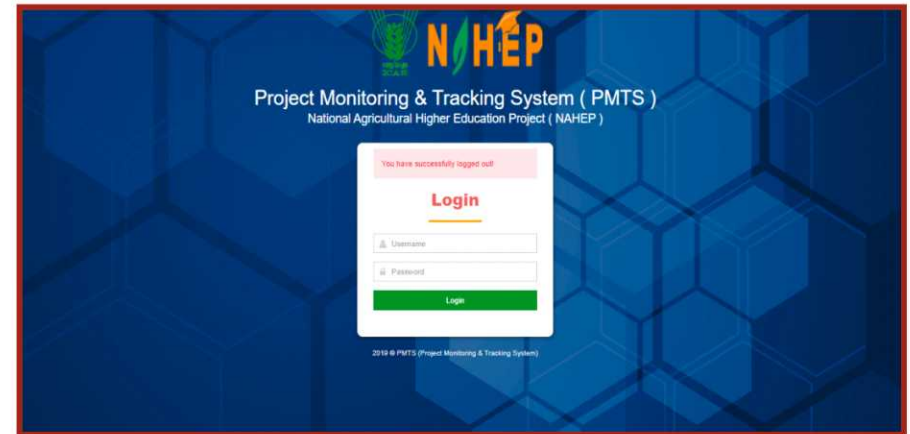 NAHEP
Project Monitoring & Tracking System ( PMTS )
National Agricultural Higher Education Project ( NAHEP )
You have successfully logged out!
Login
Username
Password
Login
2019 © PMTS (Project Monitoring & Tracking System)